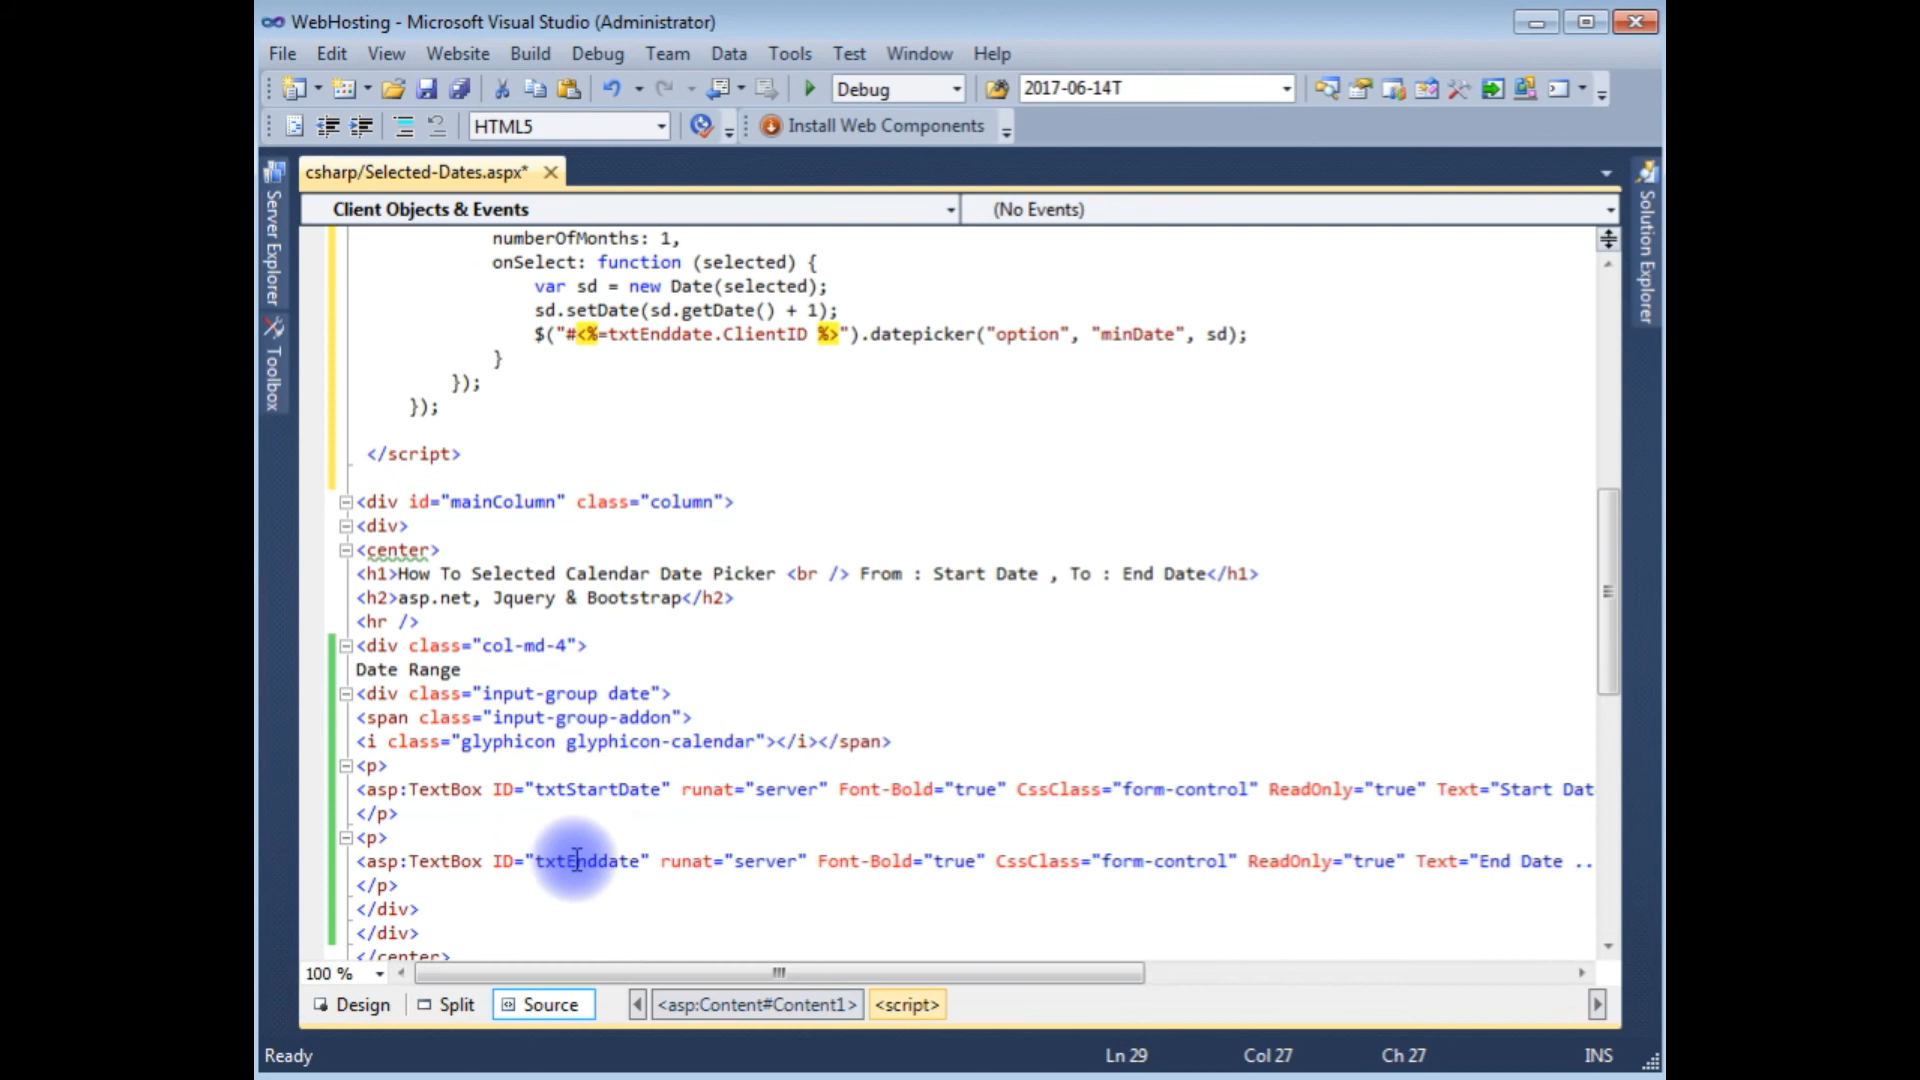 WebHosting - Microsoft Visual Studio (Administrator)
File Edit View Website Build Debug Team Data Tools Test Window Help
Debug 2017-06-14T
HTML5 Install Web Components
Server Explorer
Toolbox
Solution Explorer
csharp/Selected-Dates.aspx*
Client Objects & Events (No Events)
numberOfMonths: 1,
onSelect: function (selected) {
var sd = new Date(selected);
sd.setDate(sd.getDate() + 1);
$("#<%=txtEnddate.ClientID %>").datepicker("option", "minDate", sd);
}
});
});
</script>
<div id="mainColumn" class="column">
<div>
<center>
<h1>How To Selected Calendar Date Picker <br /> From : Start Date , To : End Date</h1>
<h2>asp.net, Jquery & Bootstrap</h2>
<hr />
<div class="col-md-4">
Date Range
<div class="input-group date">
<span class="input-group-addon">
<i class="glyphicon glyphicon-calendar"></i></span>
<p>
<asp:TextBox ID="txtStartDate" runat="server" Font-Bold="true" CssClass="form-control" ReadOnly="true" Text="Start Dat
</p>
<p>
<asp:TextBox ID="txtEnddate" runat="server" Font-Bold="true" CssClass="form-control" ReadOnly="true" Text="End Date ..
</p>
</div>
</div>
</center>
100 %
Design Split Source <asp:Content#Content1> <script>
Ready Ln 29 Col 27 Ch 27 INS